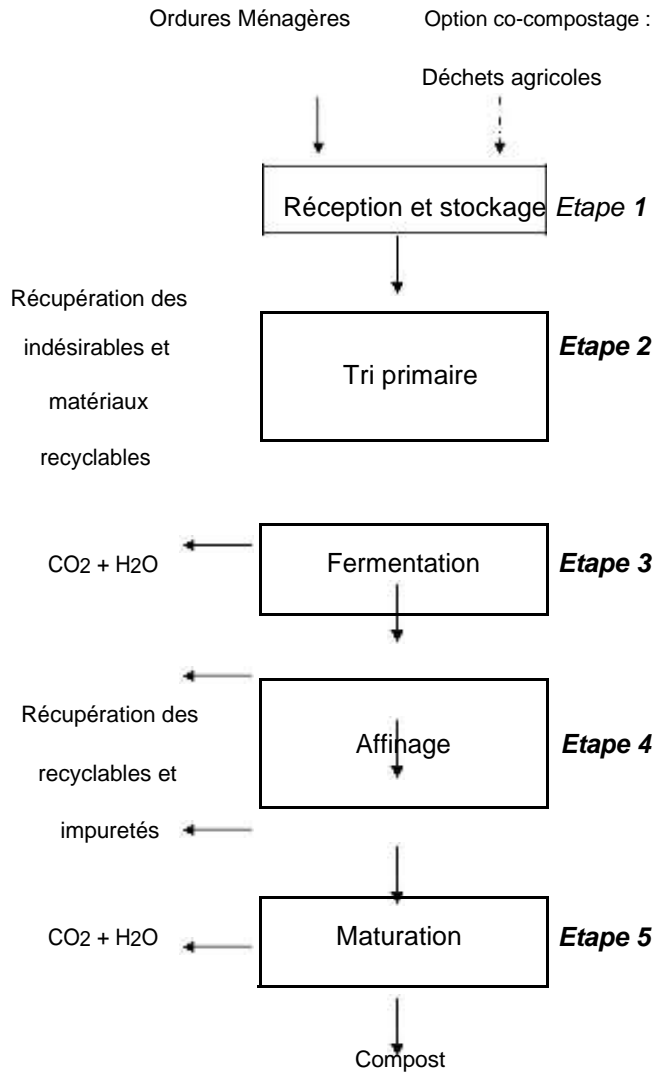 Ordures Ménagères Option co-compostage :
Déchets agricoles
Réception et stockage Etape 1
Récupération des
indésirables et
matériaux
recyclables
Tri primaire
Etape 2
CO2 + H2O Fermentation Etape 3
Récupération des
recyclables et
impuretés
Affinage Etape 4
CO2 + H2O Maturation Etape 5
Compost